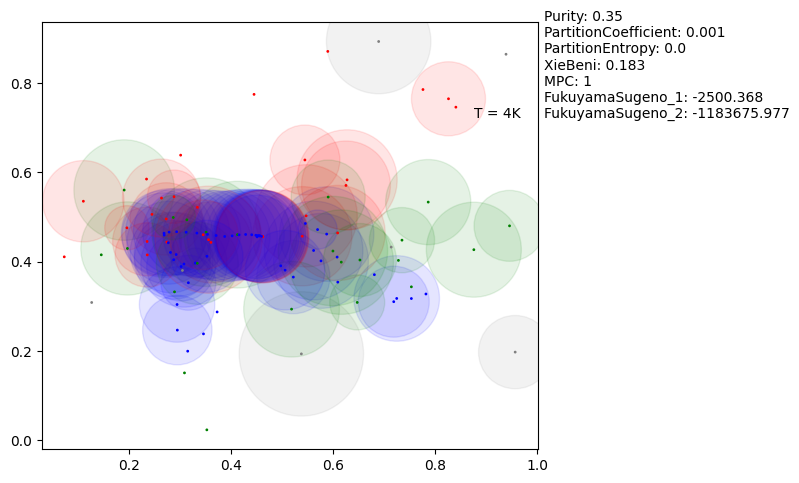 Purity: 0.35
PartitionCoefficient: 0.001
PartitionEntropy: 0.0
XieBeni: 0.183
MPC: 1
FukuyamaSugeno_1: -2500.368
FukuyamaSugeno_2: -1183675.977
T = 4K
0.8
0.6
0.4
0.2
0.0
0.2 0.4 0.6 0.8 1.0